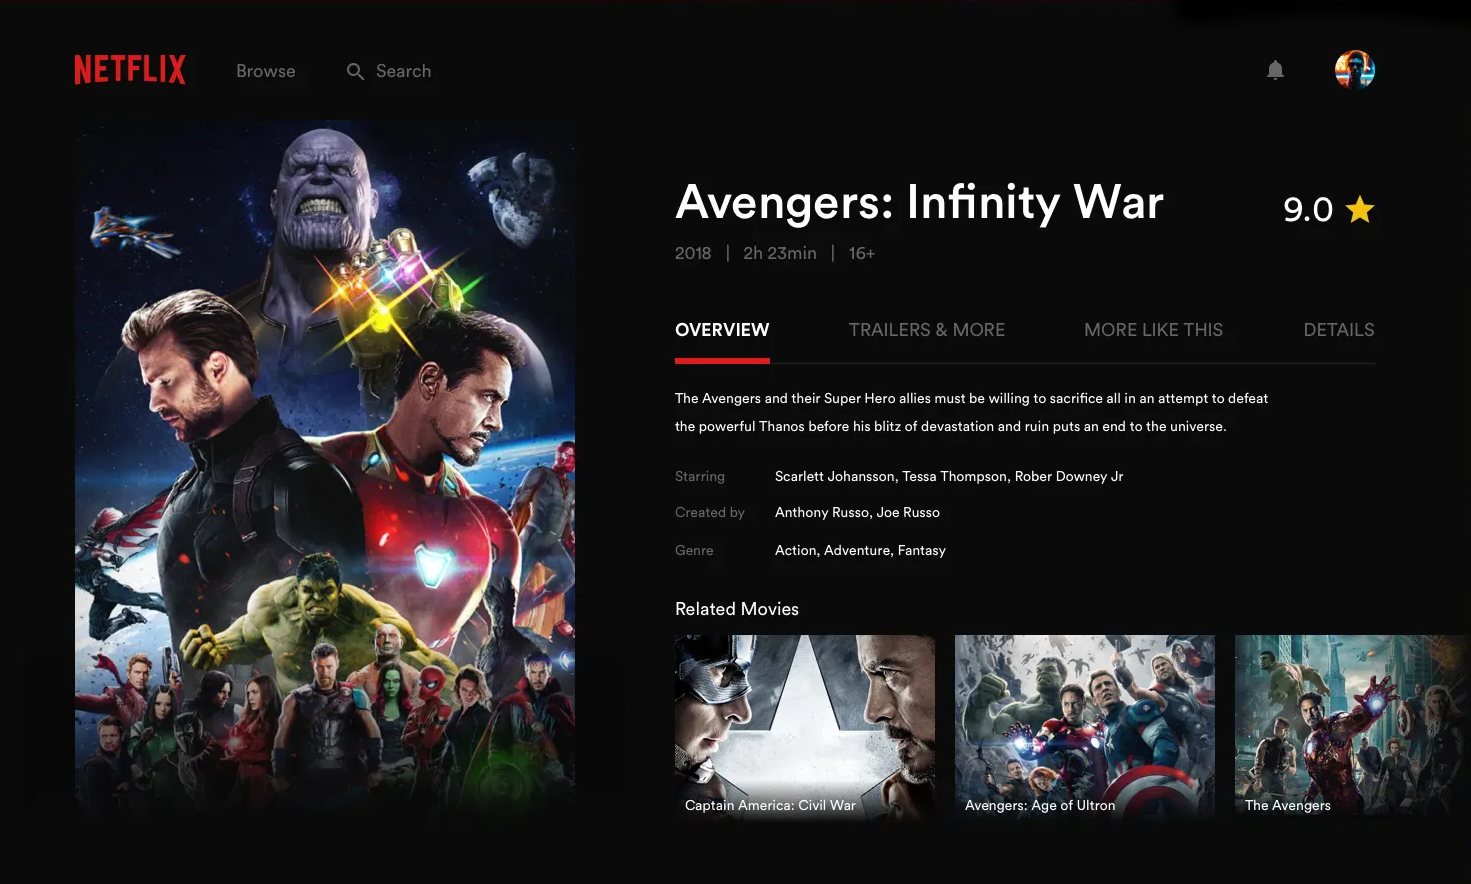 NETFLIX
Browse
Search
Avengers: Infinity War
9.0
2018 | 2h 23min | 16+
OVERVIEW
TRAILERS & MORE
MORE LIKE THIS
DETAILS
The Avengers and their Super Hero allies must be willing to sacrifice all in an attempt to defeat
the powerful Thanos before his blitz of devastation and ruin puts an end to the universe.
Starring Scarlett Johansson, Tessa Thompson, Rober Downey Jr
Created by Anthony Russo, Joe Russo
Genre Action, Adventure, Fantasy
Related Movies
Captain America: Civil War
Avengers: Age of Ultron
The Avengers